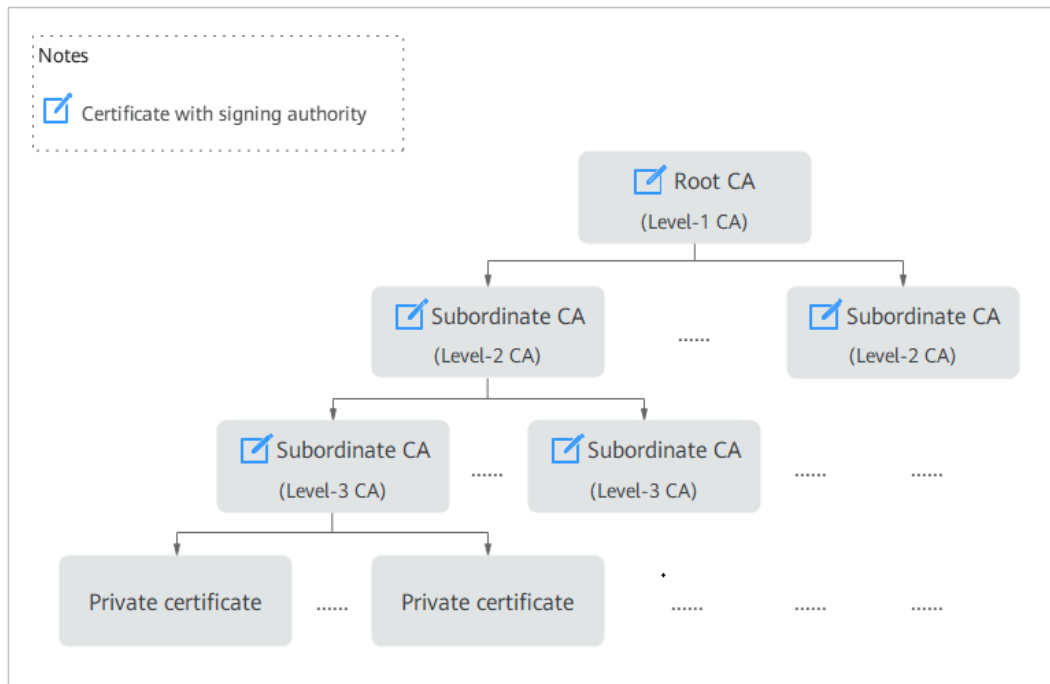 Notes
Certificate with signing authority
Root CA
(Level-1 CA)
Subordinate CA
(Level-2 CA)
......
Subordinate CA
(Level-2 CA)
Subordinate CA
(Level-3 CA)
......
Subordinate CA
(Level-3 CA)
......
......
Private certificate
......
Private certificate
......
......
......